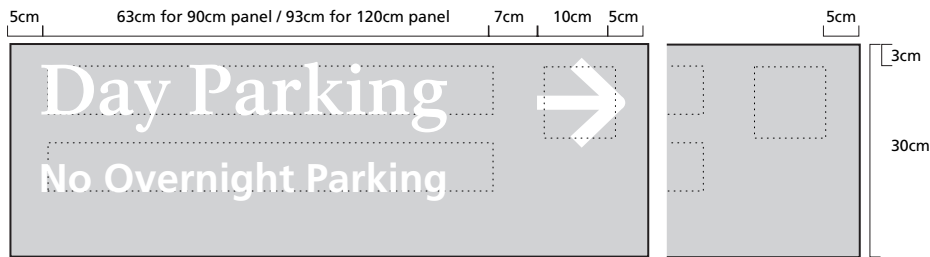 5cm 63cm for 90cm panel / 93cm for 120cm panel 7cm 10cm 5cm 5cm
3cm
Day Parking
30cm
No Overnight Parking